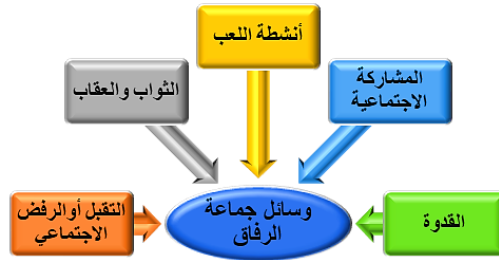 أنشطة اللعب
المشاركة
الاجتماعية
الثواب والعقاب
وسائل جماعة
الرفاق
القدوة
التقبل أوالرفض
الاجتماعي